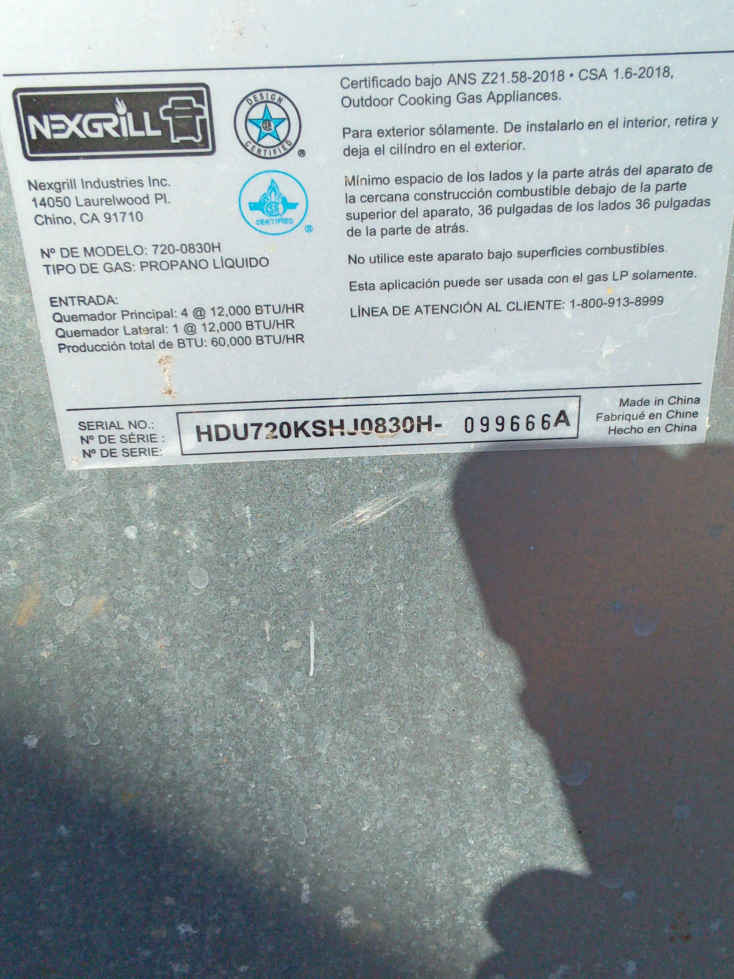 NEXGRILL
DESIGN
CERTIFIED
®
CERTIFIED
®
Nexgrill Industries Inc.
14050 Laurelwood Pl.
Chino, CA 91710
Nº DE MODELO: 720-0830H
TIPO DE GAS: PROPANO LÍQUIDO
ENTRADA:
Quemador Principal: 4 @ 12,000 BTU/HR
Quemador Lateral: 1 @ 12,000 BTU/HR
Producción total de BTU: 60,000 BTU/HR
Certificado bajo ANS Z21.58-2018 • CSA 1.6-2018,
Outdoor Cooking Gas Appliances.
Para exterior sólamente. De instalarlo en el interior, retira y
deja el cilíndro en el exterior.
Mínimo espacio de los lados y la parte atrás del aparato de
la cercana construcción combustible debajo de la parte
superior del aparato, 36 pulgadas de los lados 36 pulgadas
de la parte de atrás.
No utilice este aparato bajo superficies combustibles.
Esta aplicación puede ser usada con el gas LP solamente.
LÍNEA DE ATENCIÓN AL CLIENTE: 1-800-913-8999
SERIAL NO.:
Nº DE SÉRIE :
Nº DE SERIE:
HDU720KSHJ0830H- 099666A
Made in China
Fabriqué en Chine
Hecho en China